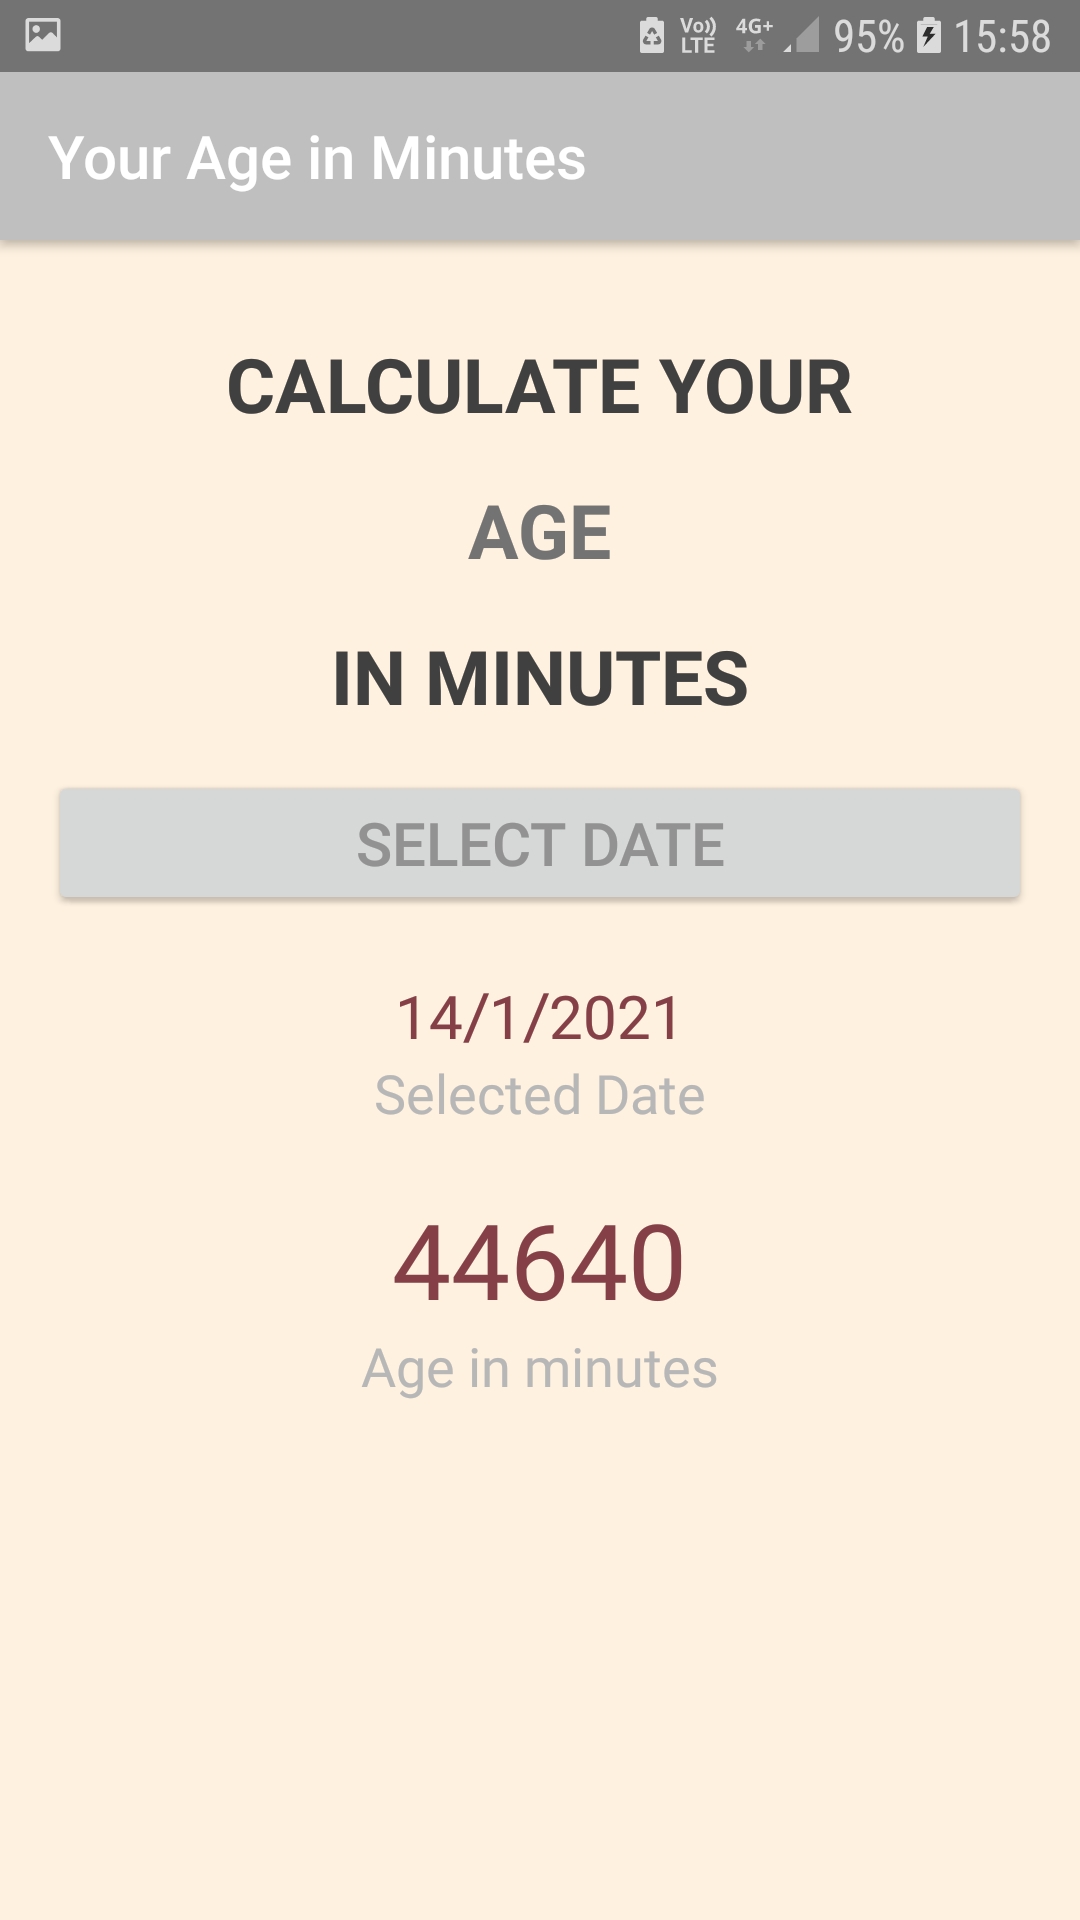 Vo)) LTE 4G+ 95% 15:58
Your Age in Minutes
CALCULATE YOUR
AGE
IN MINUTES
SELECT DATE
14/1/2021
Selected Date
44640
Age in minutes